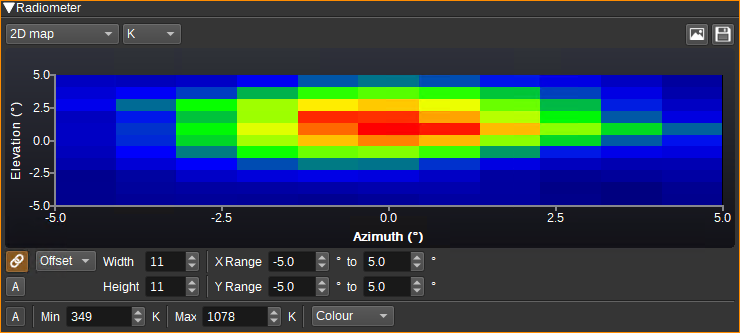 ▼Radiometer
2D map K
5.0
2.5
0.0
-2.5
-5.0
Elevation (°)
-5.0 -2.5 0.0 2.5 5.0
Azimuth (°)
Offset Width 11 X Range -5.0 ° to 5.0 °
A Height 11 Y Range -5.0 ° to 5.0 °
A Min 349 K Max 1078 K Colour